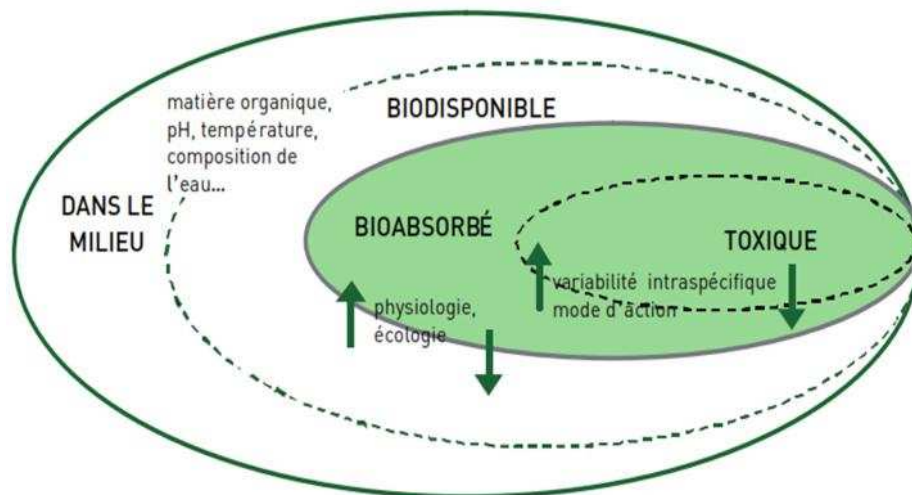 matière organique,
pH, température,
composition de
l'eau...
BIODISPONIBLE
DANS LE
MILIEU
BIOABSORBÉ
TOXIQUE
variabilité intraspécifique
mode d'action
physiologie,
écologie